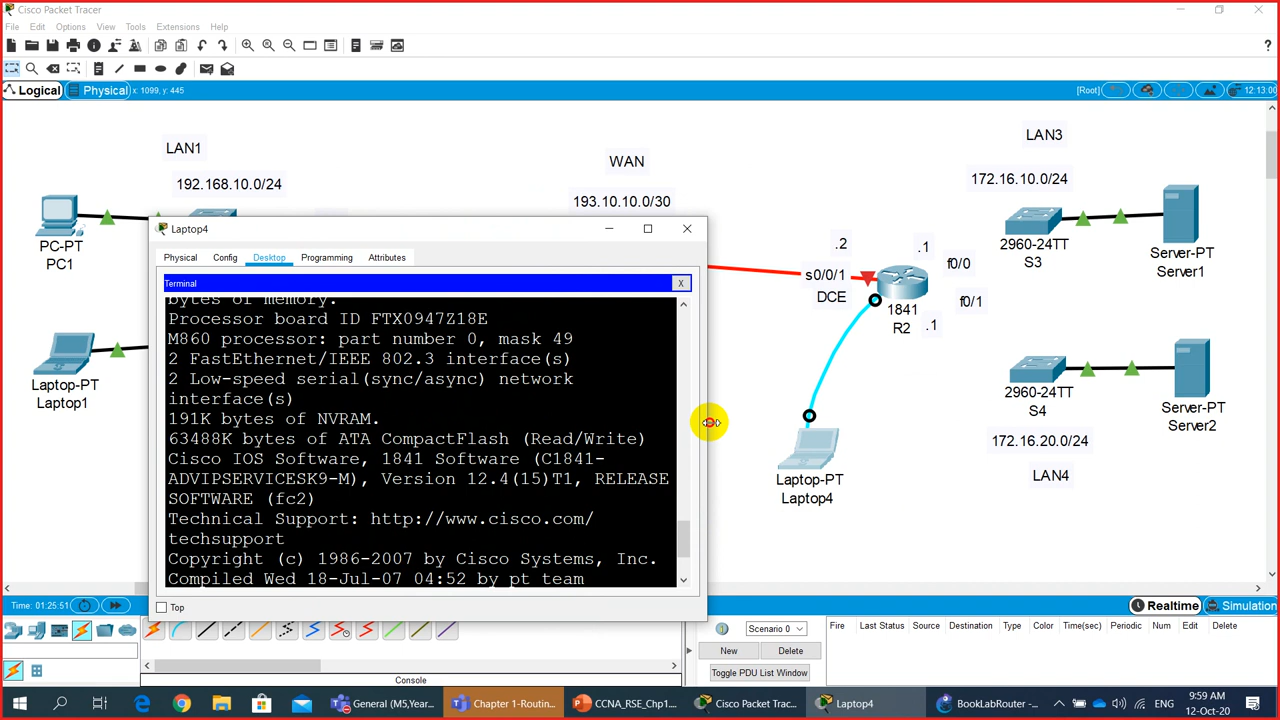 Cisco Packet Tracer
File Edit Options View Tools Extensions Help
?
Logical Physical x: 1099, y: 445
[Root] 12:13:00
LAN1
192.168.10.0/24
PC-PT
PC1
Laptop-PT
Laptop1
WAN
193.10.10.0/30
LAN3
172.16.10.0/24
2960-24TT
S3
Server-PT
Server1
.2
.1
f0/0
s0/0/1
DCE
f0/1
1841
R2
.1
2960-24TT
S4
Server-PT
Server2
172.16.20.0/24
LAN4
Laptop-PT
Laptop4
Laptop4
Physical Config Desktop Programming Attributes
Terminal
X
bytes of memory.
Processor board ID FTX0947Z18E
M860 processor: part number 0, mask 49
2 FastEthernet/IEEE 802.3 interface(s)
2 Low-speed serial(sync/async) network
interface(s)
191K bytes of NVRAM.
63488K bytes of ATA CompactFlash (Read/Write)
Cisco IOS Software, 1841 Software (C1841-
ADVIPSERVICESK9-M), Version 12.4(15)T1, RELEASE
SOFTWARE (fc2)
Technical Support: http://www.cisco.com/
techsupport
Copyright (c) 1986-2007 by Cisco Systems, Inc.
Compiled Wed 18-Jul-07 04:52 by pt team
Top
Time: 01:25:51
Realtime Simulation
Scenario 0
New Delete
Toggle PDU List Window
Fire Last Status Source Destination Type Color Time(sec) Periodic Num Edit Delete
Console
General (M5,Year...
Chapter 1-Routin...
CCNA_RSE_Chp1....
Cisco Packet Trac...
Laptop4
BookLabRouter -...
ENG
9:59 AM
12-Oct-20